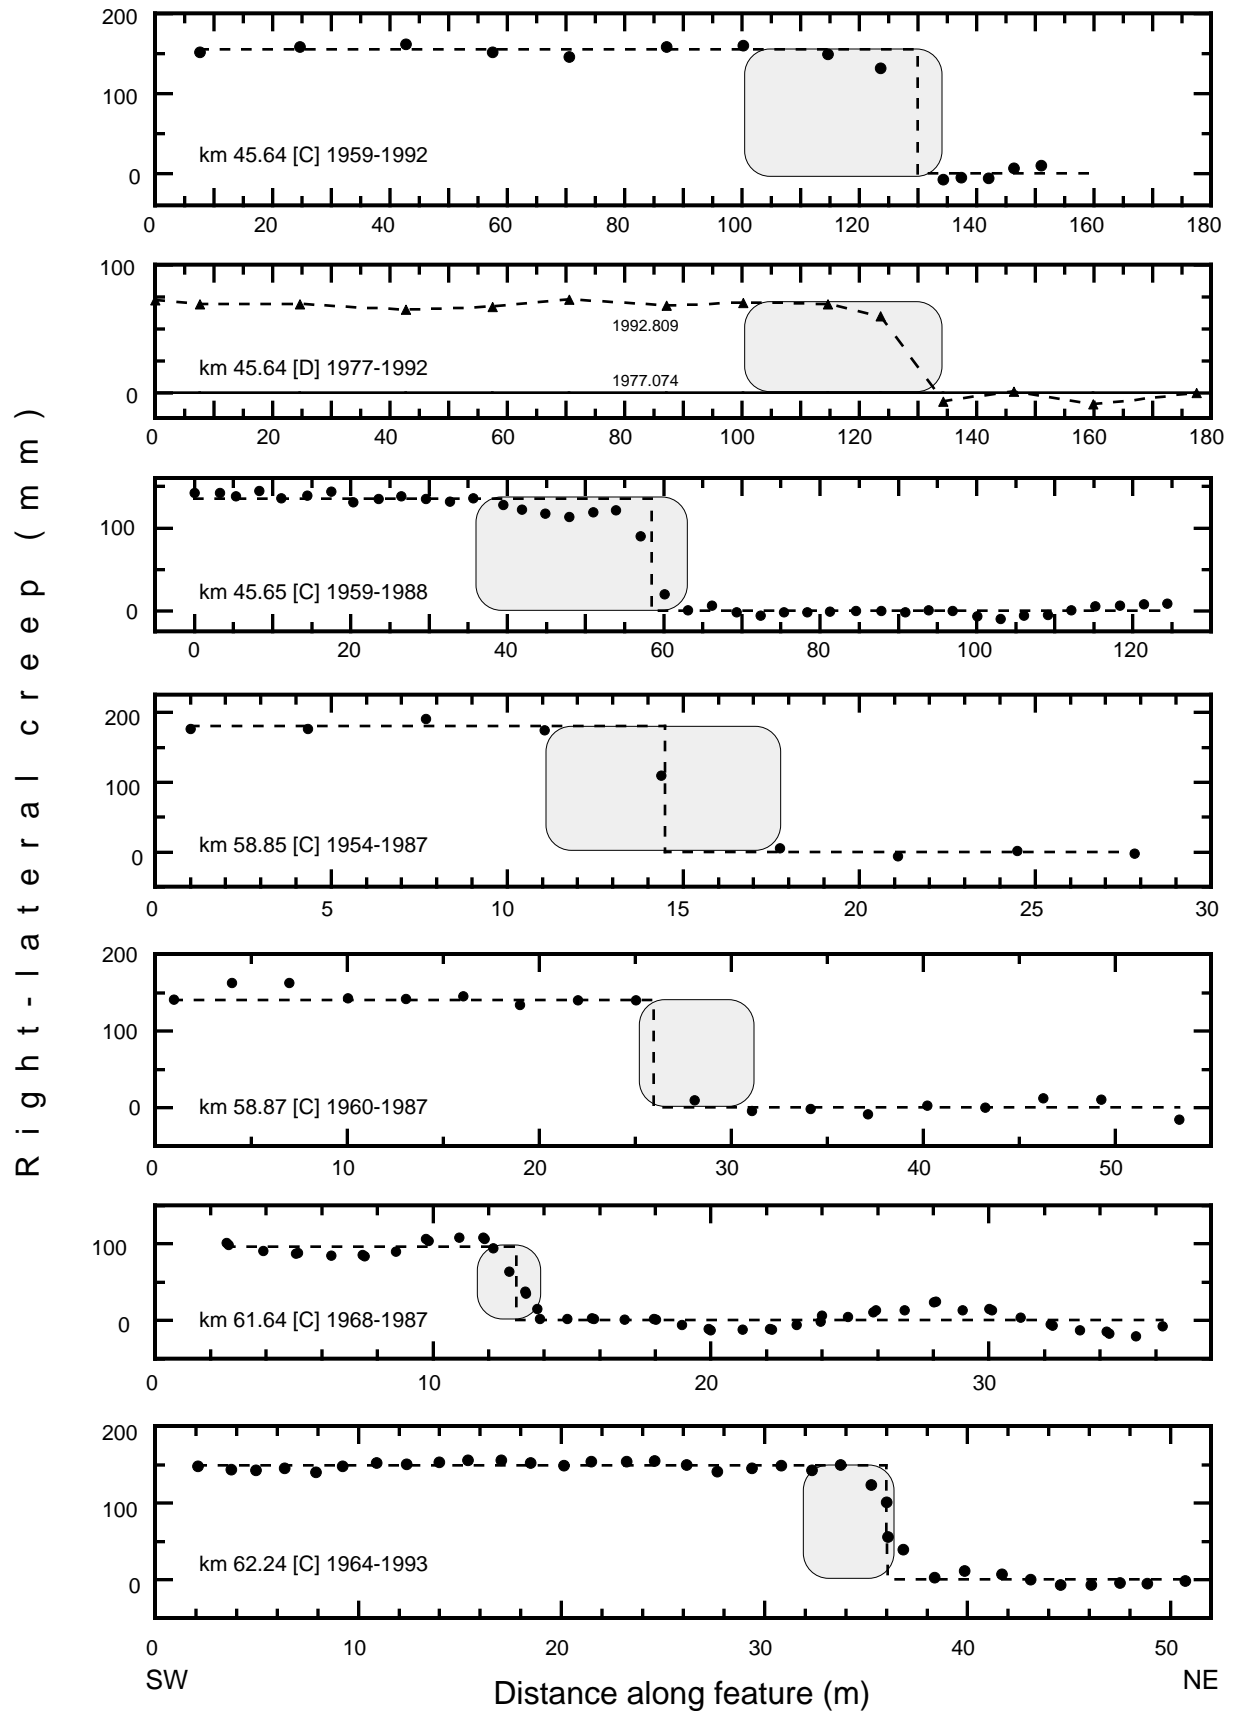 Right-lateral creep (mm)
200
100
0
km 45.64 [C] 1959-1992
0 20 40 60 80 100 120 140 160 180
100
0
1992.809
km 45.64 [D] 1977-1992
1977.074
0 20 40 60 80 100 120 140 160 180
100
0
km 45.65 [C] 1959-1988
0 20 40 60 80 100 120
200
100
0
km 58.85 [C] 1954-1987
0 5 10 15 20 25 30
200
100
0
km 58.87 [C] 1960-1987
0 10 20 30 40 50
100
0
km 61.64 [C] 1968-1987
0 10 20 30
200
100
0
km 62.24 [C] 1964-1993
0 10 20 30 40 50
SW Distance along feature (m) NE